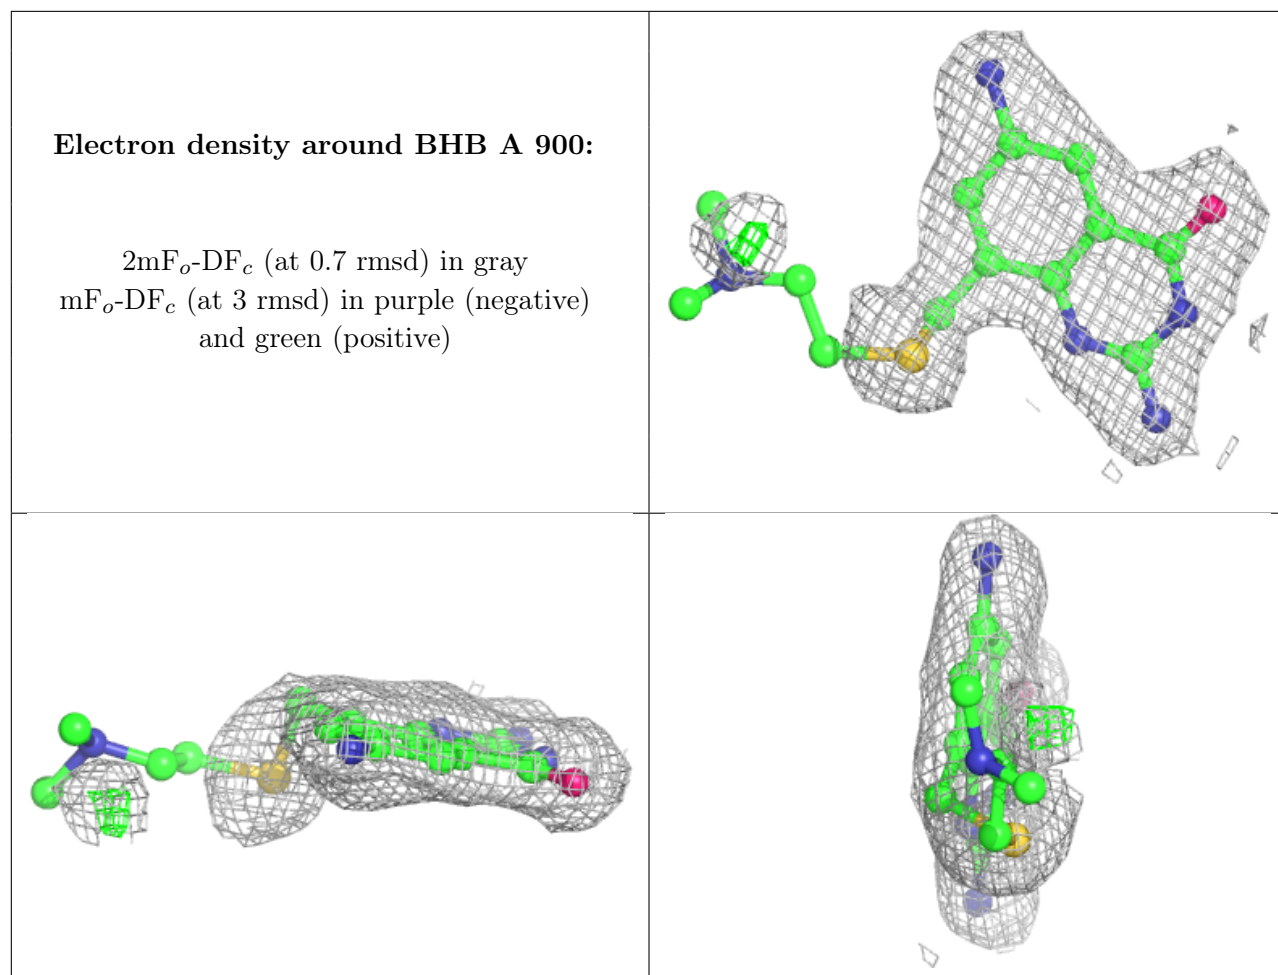 Electron density around BHB A 900:
2mFo-DFc (at 0.7 rmsd) in gray
mFo-DFc (at 3 rmsd) in purple (negative)
and green (positive)